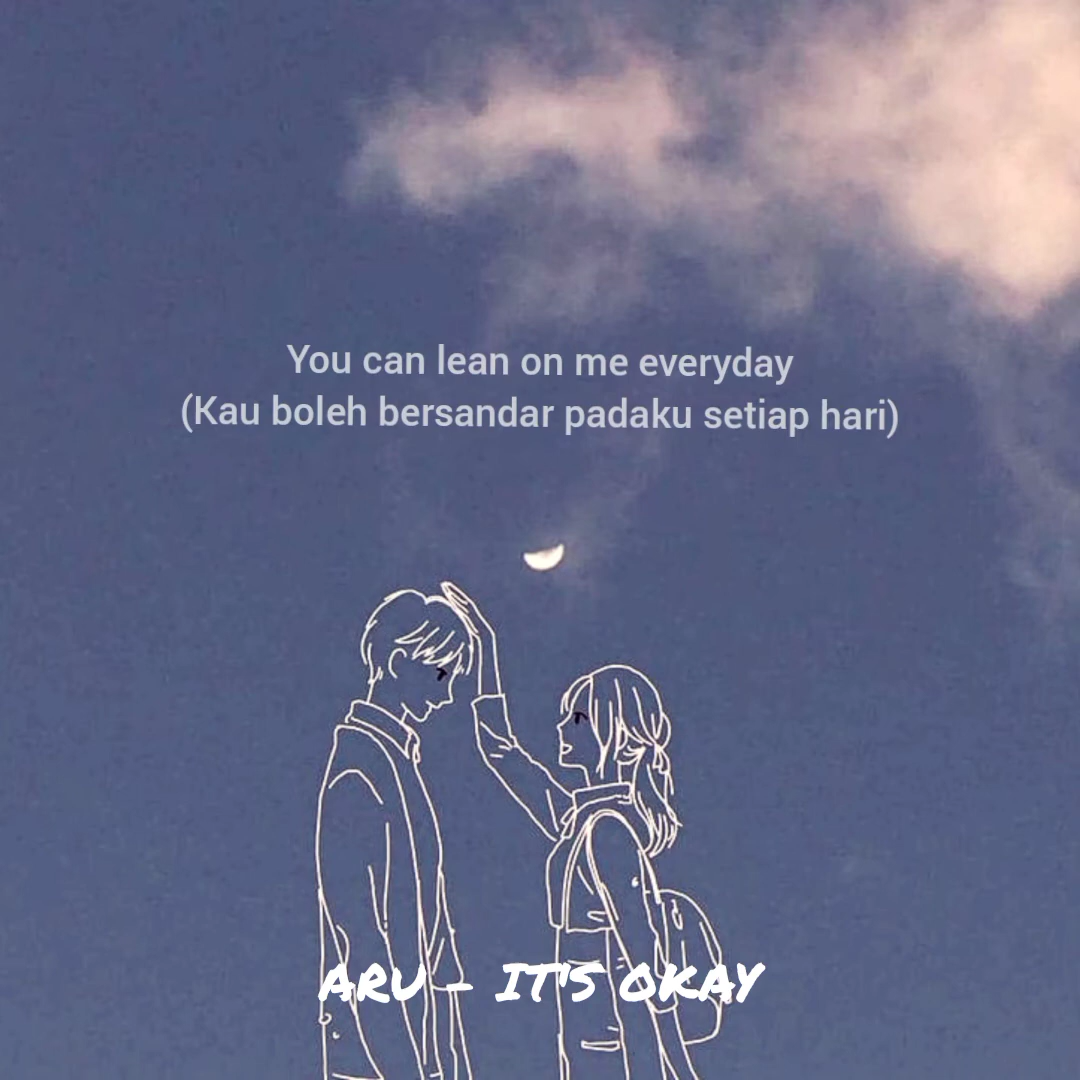 You can lean on me everyday
(Kau boleh bersandar padaku setiap hari)
ARU - IT'S OKAY